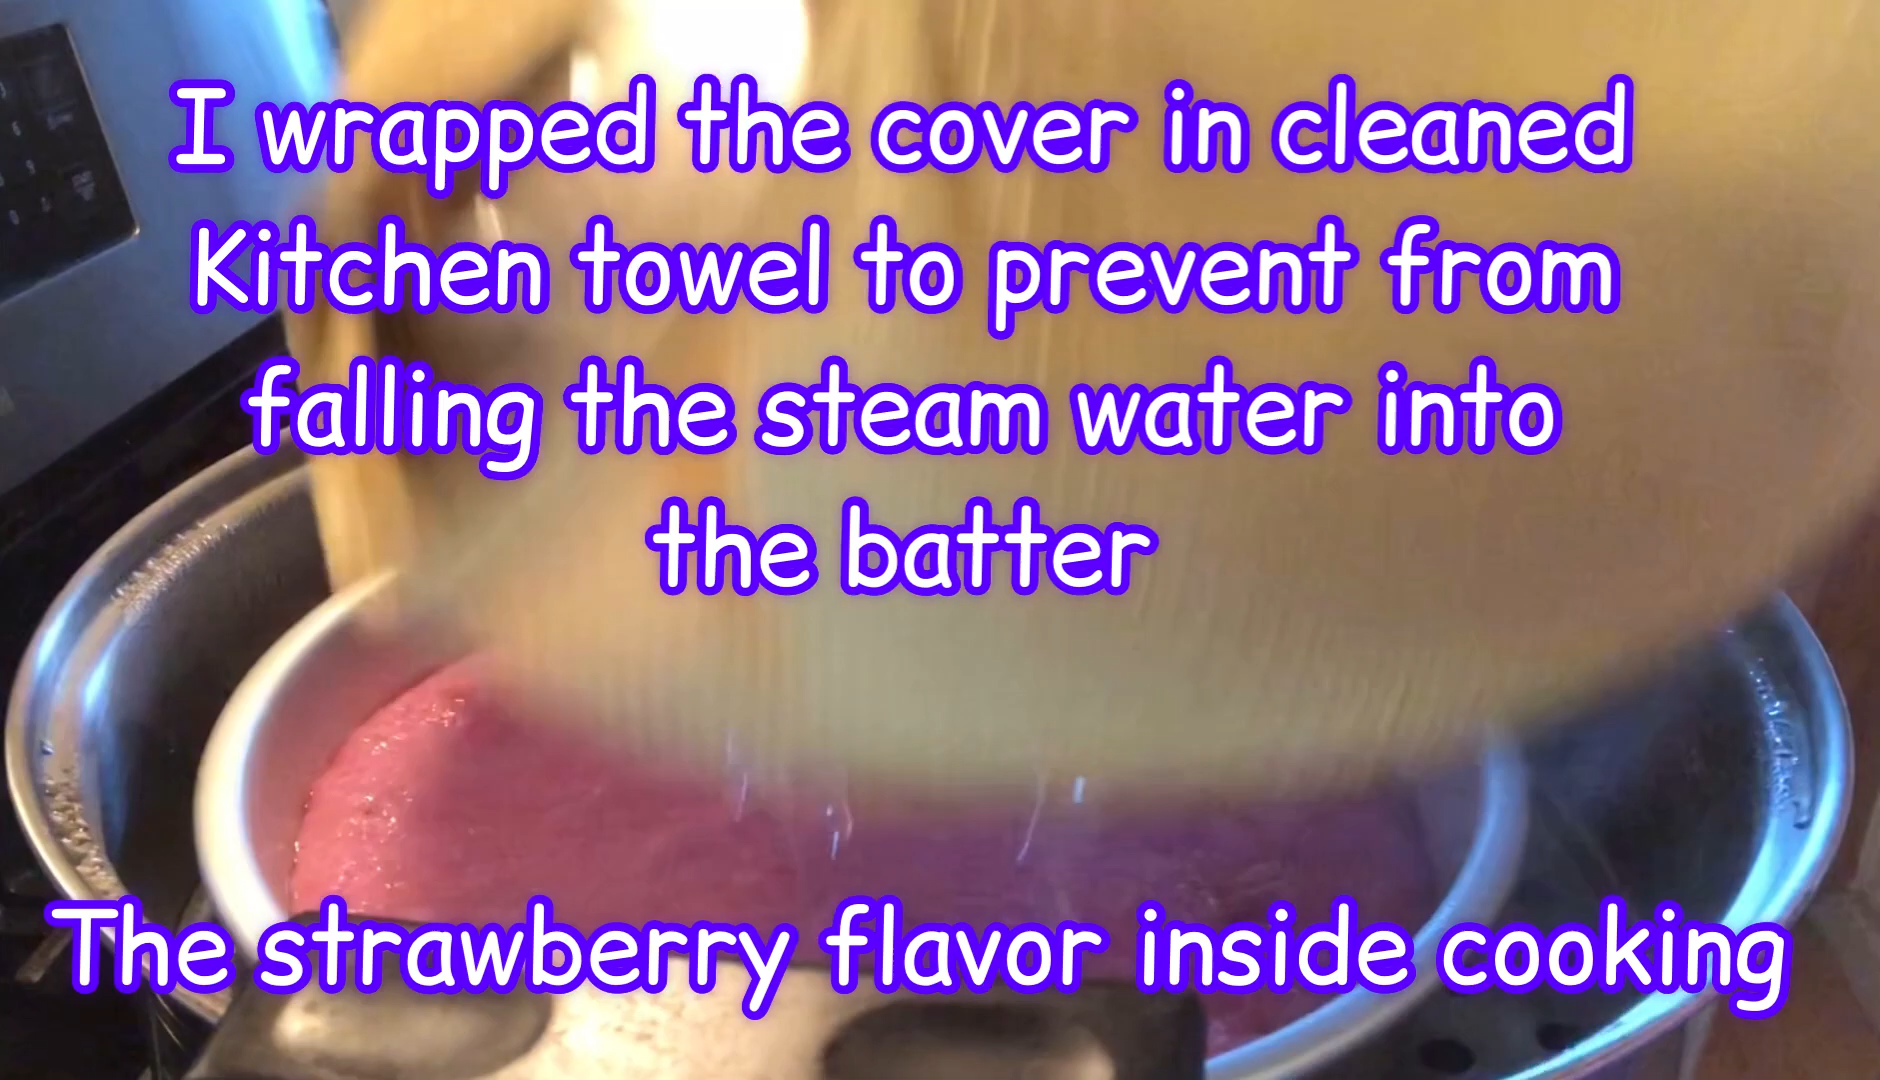 I wrapped the cover in cleaned
Kitchen towel to prevent from
falling the steam water into
the batter
The strawberry flavor inside cooking